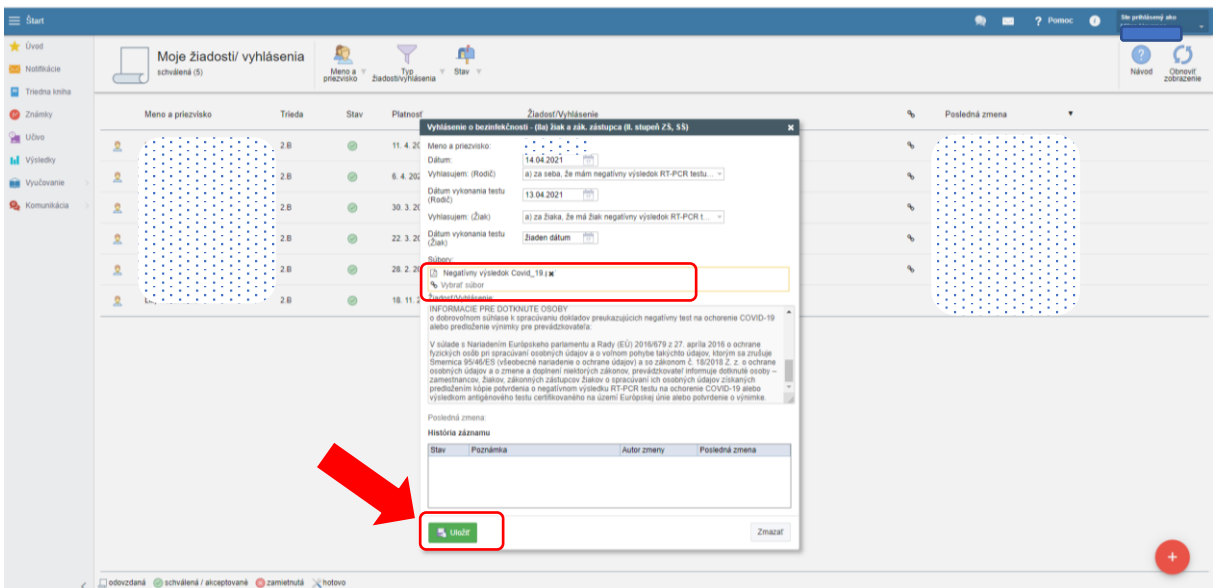 Štart
? Pomoc
Ste prihlásený ako
Úvod
Notifikácie
Triedna kniha
Známky
Učivo
Výsledky
Vyučovanie
Komunikácia
Moje žiadosti/ vyhlásenia
schválená (5)
Meno a priezvisko
Typ žiadosti/vyhlásenia
Stav
Návod
Obnoviť zobrazenie
Meno a priezvisko Trieda Stav Platnosť Žiadosť/Vyhlásenie Posledná zmena
2.B 11. 4. 20
2.B 6. 4. 202
2.B 30. 3. 20
2.B 22. 3. 20
2.B 28. 2. 20
2.B 18. 11. 2
Vyhlásenie o bezinfekčnosti - (IIa) žiak a zák. zástupca (II. stupeň ZŠ, SŠ)
Meno a priezvisko:
Dátum: 14.04.2021
Vyhlasujem: (Rodič) a) za seba, že mám negatívny výsledok RT-PCR testu...
Dátum vykonania testu (Rodič) 13.04.2021
Vyhlasujem: (Žiak) a) za žiaka, že má žiak negatívny výsledok RT-PCR t...
Dátum vykonania testu (Žiak) žiaden dátum
Súbory:
Negatívny výsledok Covid_19.
Vybrať súbor
Žiadosť/Vyhlásenie:
INFORMÁCIE PRE DOTKNUTÉ OSOBY
o dobrovoľnom súhlase k spracúvaniu dokladov preukazujúcich negatívny test na ochorenie COVID-19
alebo predloženie výnimky pre prevádzkovateľa:
V súlade s Nariadením Európskeho parlamentu a Rady (EÚ) 2016/679 z 27. apríla 2016 o ochrane
fyzických osôb pri spracúvaní osobných údajov a o voľnom pohybe takýchto údajov, ktorým sa zrušuje
Smernica 95/46/ES (všeobecné nariadenie o ochrane údajov) a so zákonom č. 18/2018 Z. z. o ochrane
osobných údajov a o zmene a doplnení niektorých zákonov, prevádzkovateľ informuje dotknuté osoby –
zamestnancov, žiakov, zákonných zástupcov žiakov o spracúvaní ich osobných údajov získaných
predložením kópie potvrdenia o negatívnom výsledku RT-PCR testu na ochorenie COVID-19 alebo
výsledkom antigénového testu certifikovaného na území Európskej únie alebo potvrdenie o výnimke.
Posledná zmena:
História záznamu
Stav Poznámka Autor zmeny Posledná zmena
Uložiť
Zmazať
odovzdaná schválená / akceptované zamietnutá hotovo